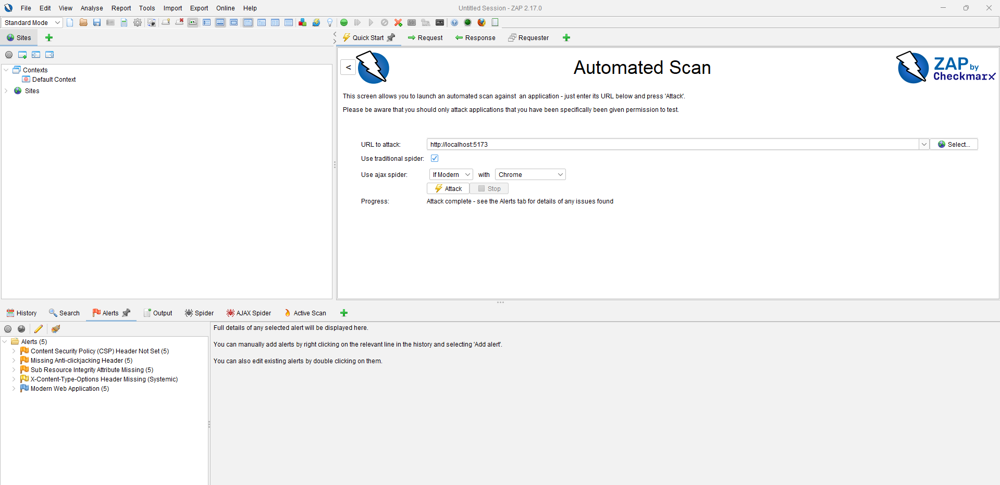 File Edit View Analyse Report Tools Import Export Online Help
Untitled Session - ZAP 2.17.0
Standard Mode
Sites
Quick Start
Request
Response
Requester
Contexts
Default Context
Sites
<
Automated Scan
ZAP by
Checkmarx
This screen allows you to launch an automated scan against  an application - just enter its URL below and press 'Attack'.
Please be aware that you should only attack applications that you have been specifically been given permission to test.
URL to attack: http://localhost:5173 Select...
Use traditional spider:
Use ajax spider: If Modern with Chrome
Attack Stop
Progress: Attack complete - see the Alerts tab for details of any issues found
History Search Alerts Output Spider AJAX Spider Active Scan
Alerts (5)
Content Security Policy (CSP) Header Not Set (5)
Missing Anti-clickjacking Header (5)
Sub Resource Integrity Attribute Missing (5)
X-Content-Type-Options Header Missing (Systemic)
Modern Web Application (5)
Full details of any selected alert will be displayed here.
You can manually add alerts by right clicking on the relevant line in the history and selecting 'Add alert'.
You can also edit existing alerts by double clicking on them.